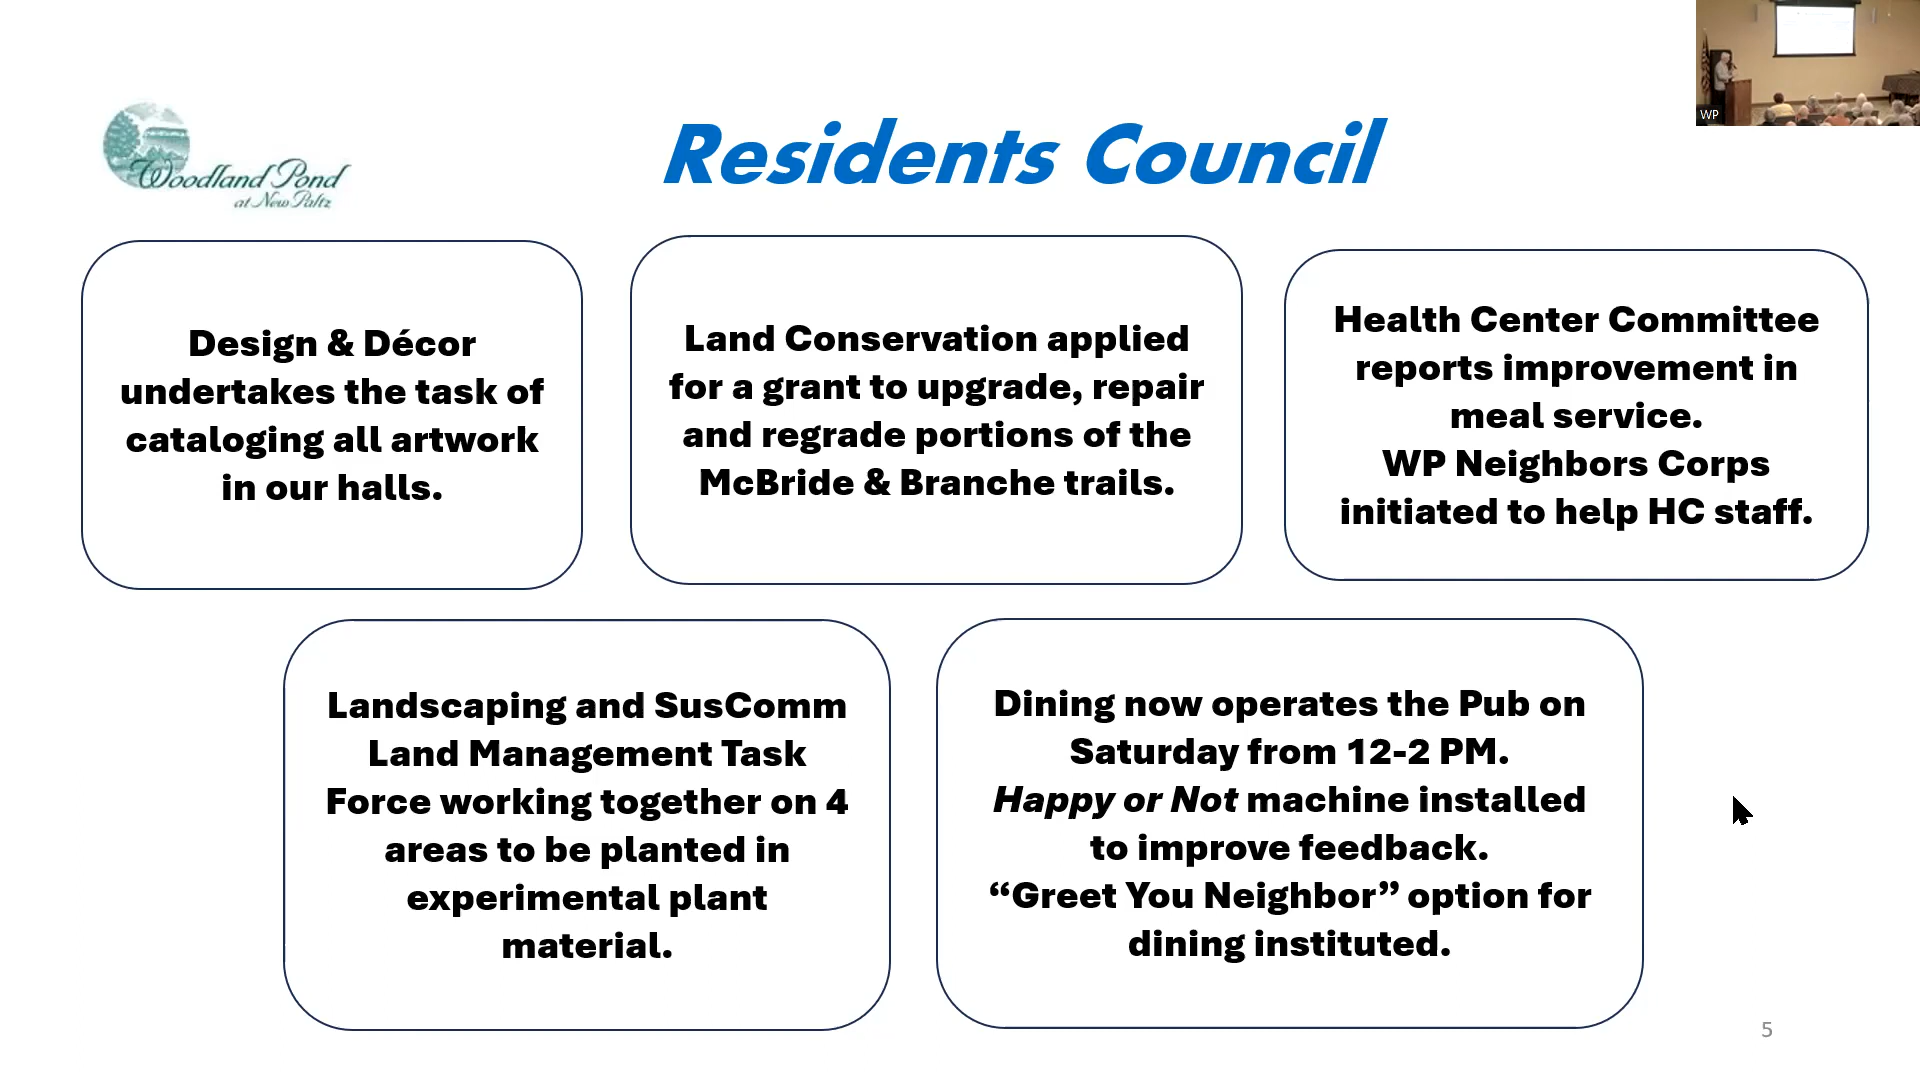 WP
Woodland Pond
at New Paltz
Residents Council
Design & Décor
undertakes the task of
cataloging all artwork
in our halls.
Land Conservation applied
for a grant to upgrade, repair
and regrade portions of the
McBride & Branche trails.
Health Center Committee
reports improvement in
meal service.
WP Neighbors Corps
initiated to help HC staff.
Landscaping and SusComm
Land Management Task
Force working together on 4
areas to be planted in
experimental plant
material.
Dining now operates the Pub on
Saturday from 12-2 PM.
Happy or Not machine installed
to improve feedback.
“Greet You Neighbor” option for
dining instituted.
5